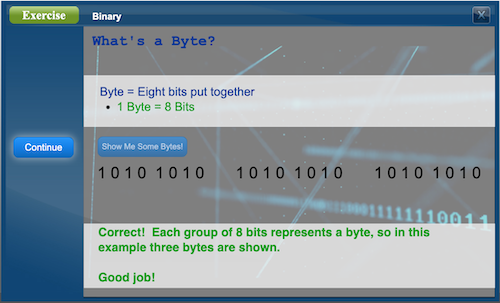 Exercise
Binary
X
What's a Byte?
Byte = Eight bits put together
• 1 Byte = 8 Bits
Continue
Show Me Some Bytes!
1010 1010 1010 1010 1010 1010
Correct! Each group of 8 bits represents a byte, so in this
example three bytes are shown.
Good job!